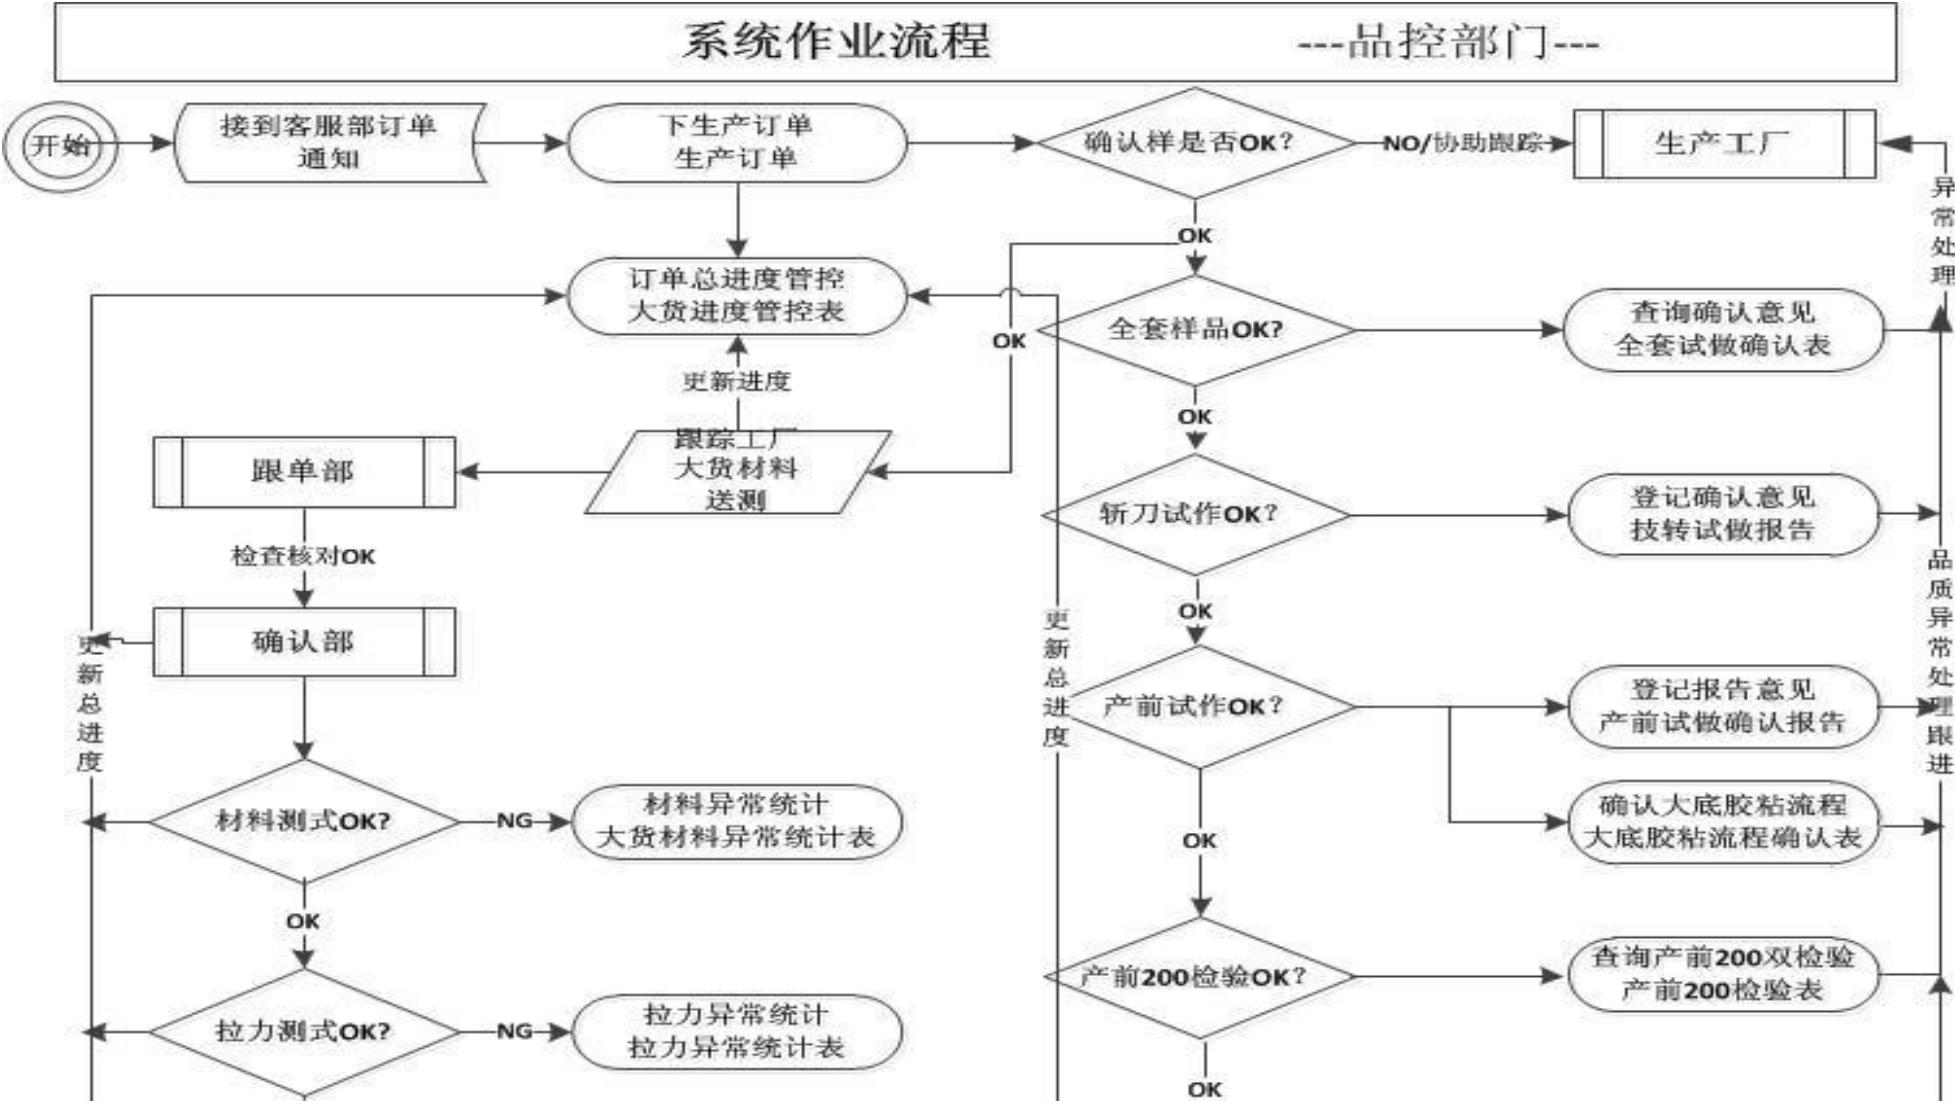 系统作业流程 ---品控部门---
开始
接到客服部订单
通知
下生产订单
生产订单
确认样是否OK?
NO/协助跟踪
生产工厂
异常处理
OK
订单总进度管控
大货进度管控表
全套样品OK?
查询确认意见
全套试做确认表
OK
更新进度
OK
跟踪工厂
大货材料
送测
跟单部
斩刀试作OK?
登记确认意见
技转试做报告
检查核对OK
品质异常处理跟进
OK
确认部
更新总进度
更新总进度
产前试作OK?
登记报告意见
产前试做确认报告
材料测式OK?
NG
材料异常统计
大货材料异常统计表
OK
确认大底胶粘流程
大底胶粘流程确认表
OK
产前200检验OK?
查询产前200双检验
产前200检验表
拉力测式OK?
NG
拉力异常统计
拉力异常统计表
OK